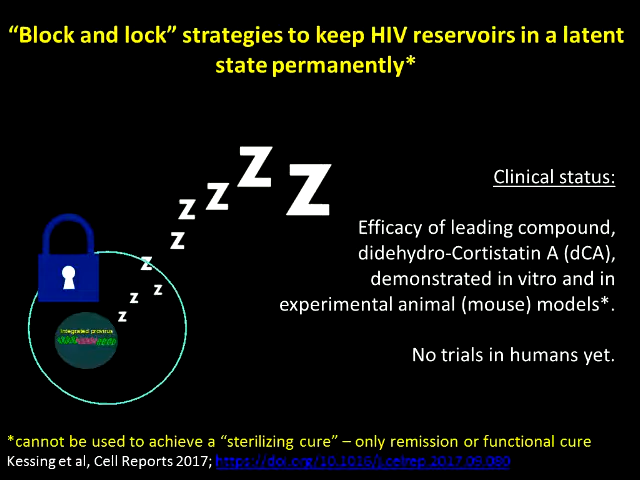 “Block and lock” strategies to keep HIV reservoirs in a latent
state permanently*
z
z
z
z
z
z
z
z
z
Clinical status:
Efficacy of leading compound,
didehydro-Cortistatin A (dCA),
demonstrated in vitro and in
experimental animal (mouse) models*.
No trials in humans yet.
Integrated provirus
*cannot be used to achieve a “sterilizing cure” – only remission or functional cure
Kessing et al, Cell Reports 2017; https://doi.org/10.1016/j.celrep.2017.09.080